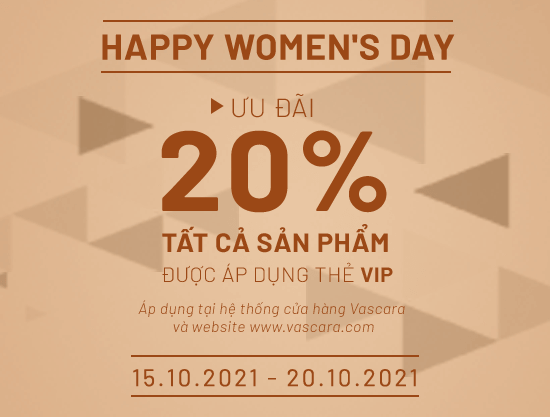 HAPPY WOMEN'S DAY
ƯU ĐÃI
20%
TẤT CẢ SẢN PHẨM
ĐƯỢC ÁP DỤNG THẺ VIP
Áp dụng tại hệ thống cửa hàng Vascara
và website www.vascara.com
15.10.2021 - 20.10.2021